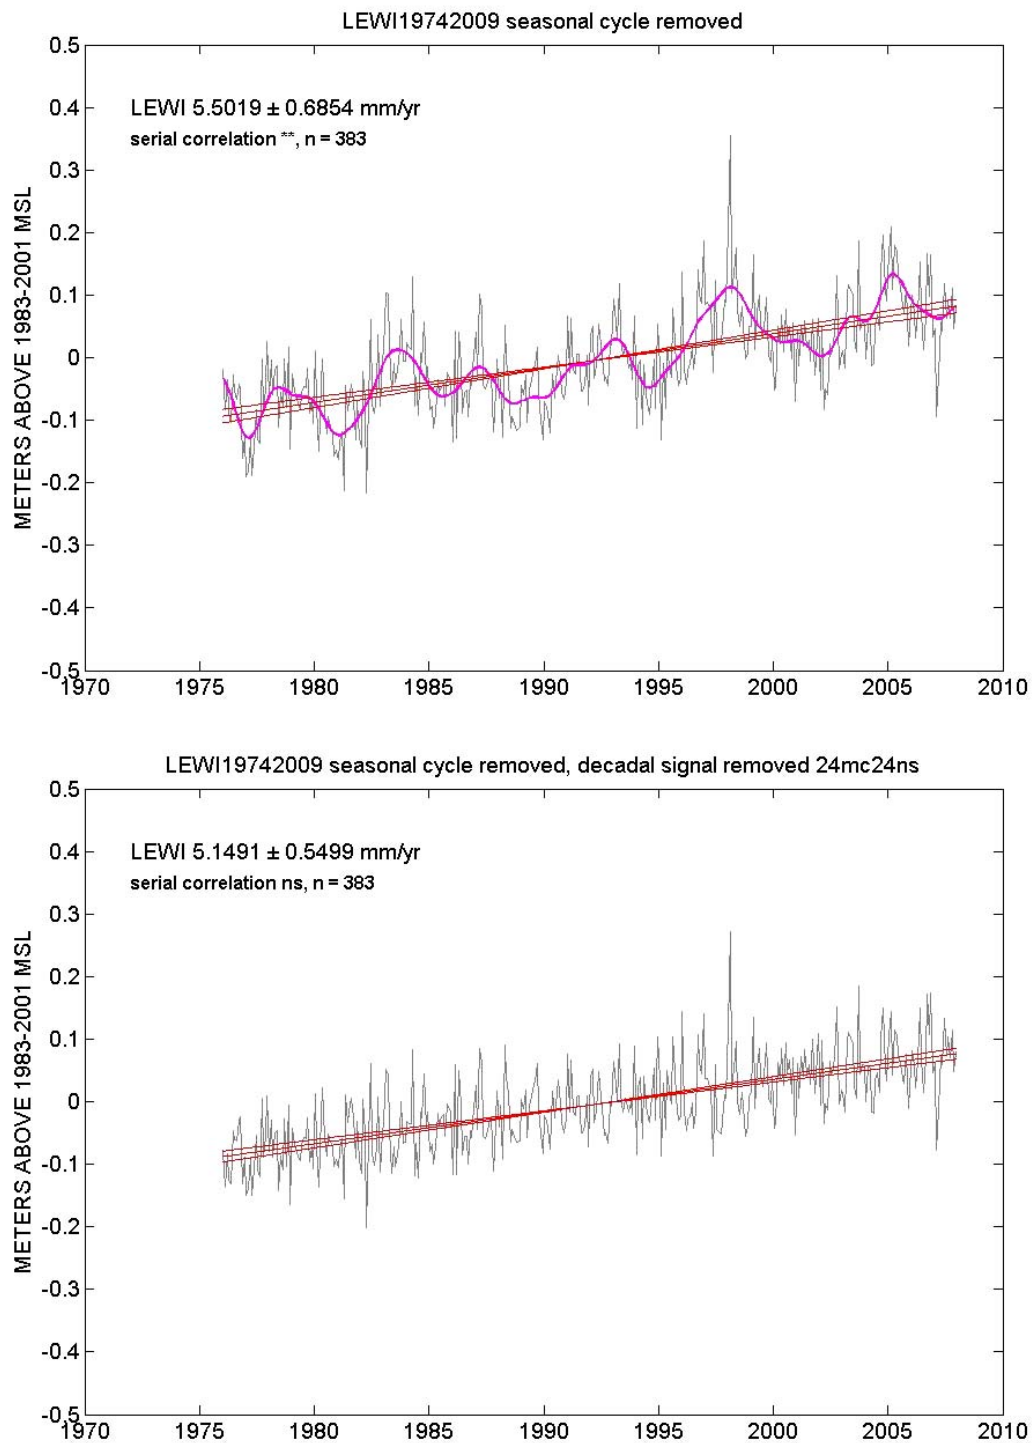 LEWI19742009 seasonal cycle removed
0.5
LEWI 5.5019 ± 0.6854 mm/yr
serial correlation **, n = 383
0.4
0.3
0.2
0.1
0
-0.1
-0.2
-0.3
-0.4
-0.5
METERS ABOVE 1983-2001 MSL
1970 1975 1980 1985 1990 1995 2000 2005 2010
LEWI19742009 seasonal cycle removed, decadal signal removed 24mc24ns
0.5
LEWI 5.1491 ± 0.5499 mm/yr
serial correlation ns, n = 383
0.4
0.3
0.2
0.1
0
-0.1
-0.2
-0.3
-0.4
-0.5
METERS ABOVE 1983-2001 MSL
1970 1975 1980 1985 1990 1995 2000 2005 2010